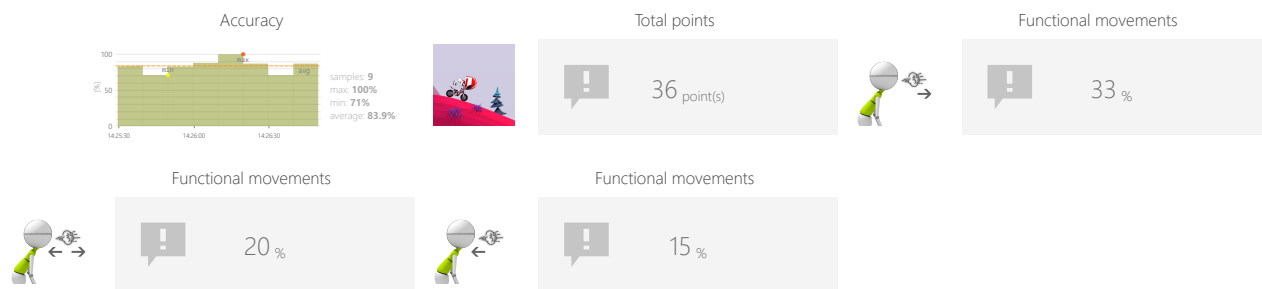 Accuracy
100
50
0
[%]
min
max
avg
14:25:30
14:26:00
14:26:30
samples: 9
max: 100%
min: 71%
average: 83.9%
Total points
36 point(s)
Functional movements
33 %
Functional movements
20 %
Functional movements
15 %